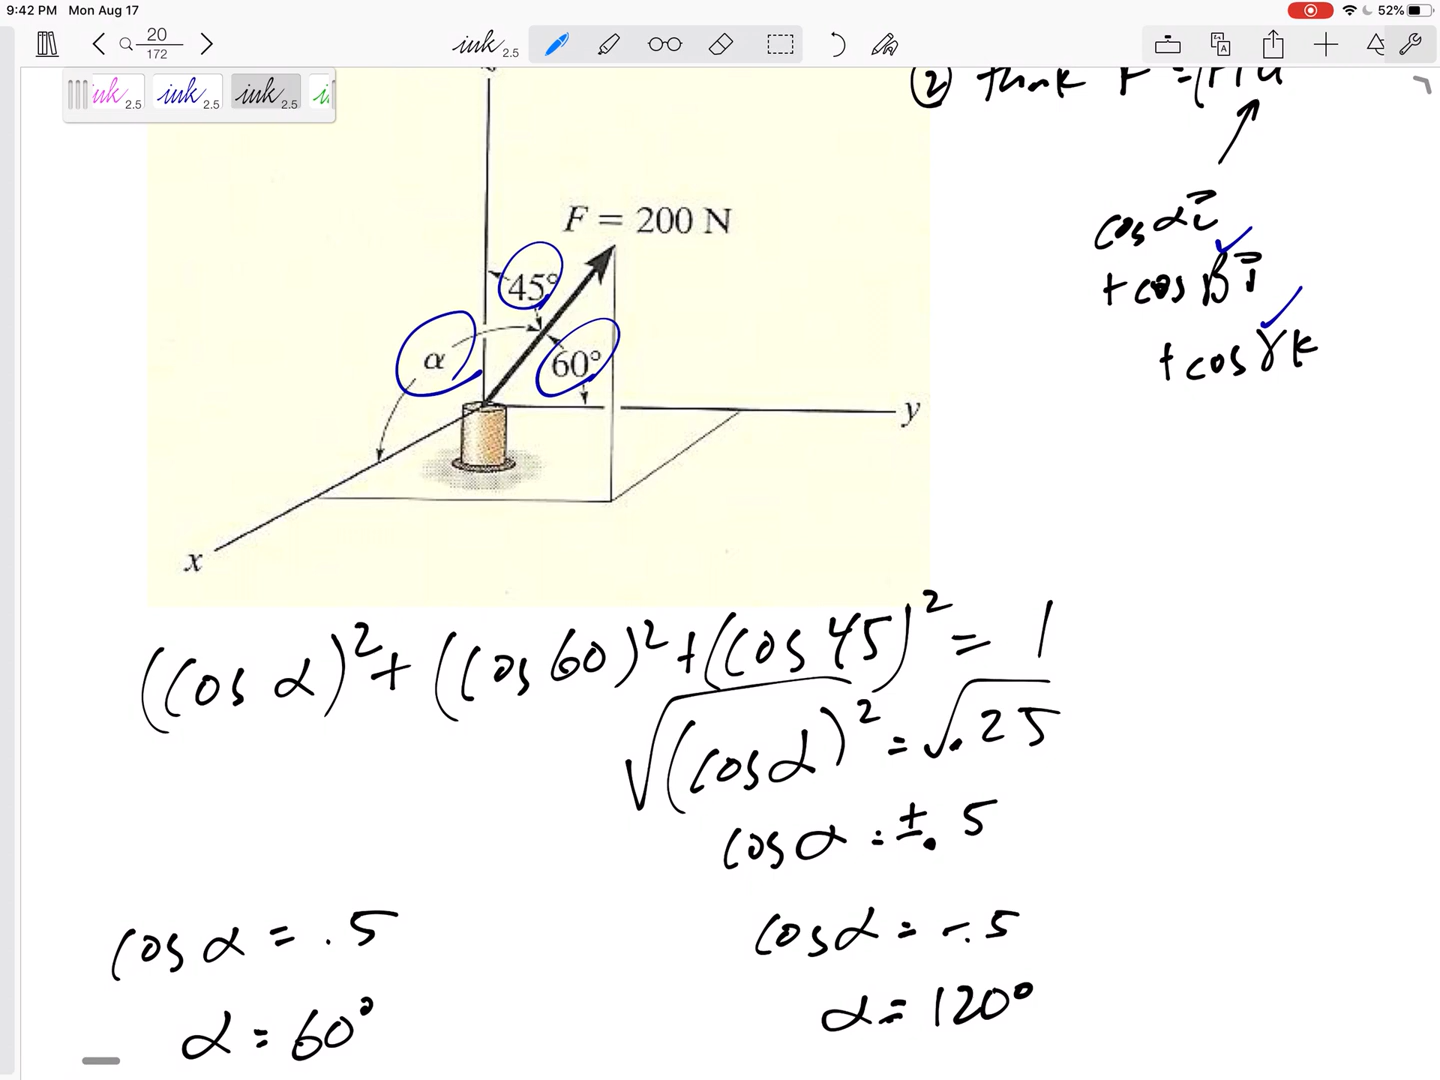 9:42 PM Mon Aug 17
52%
20
172
ink 2.5
ink 2.5
ink 2.5
ink 2.5
② think F =
cos α i
+ cos β j
+ cos γ k
F = 200 N
45°
α
60°
y
x
(cos α)² + (cos 60)² + (cos 45)² = 1
√(cos α)² = √.25
cos α = ±.5
cos α = .5
cos α = -.5
α = 60°
α = 120°